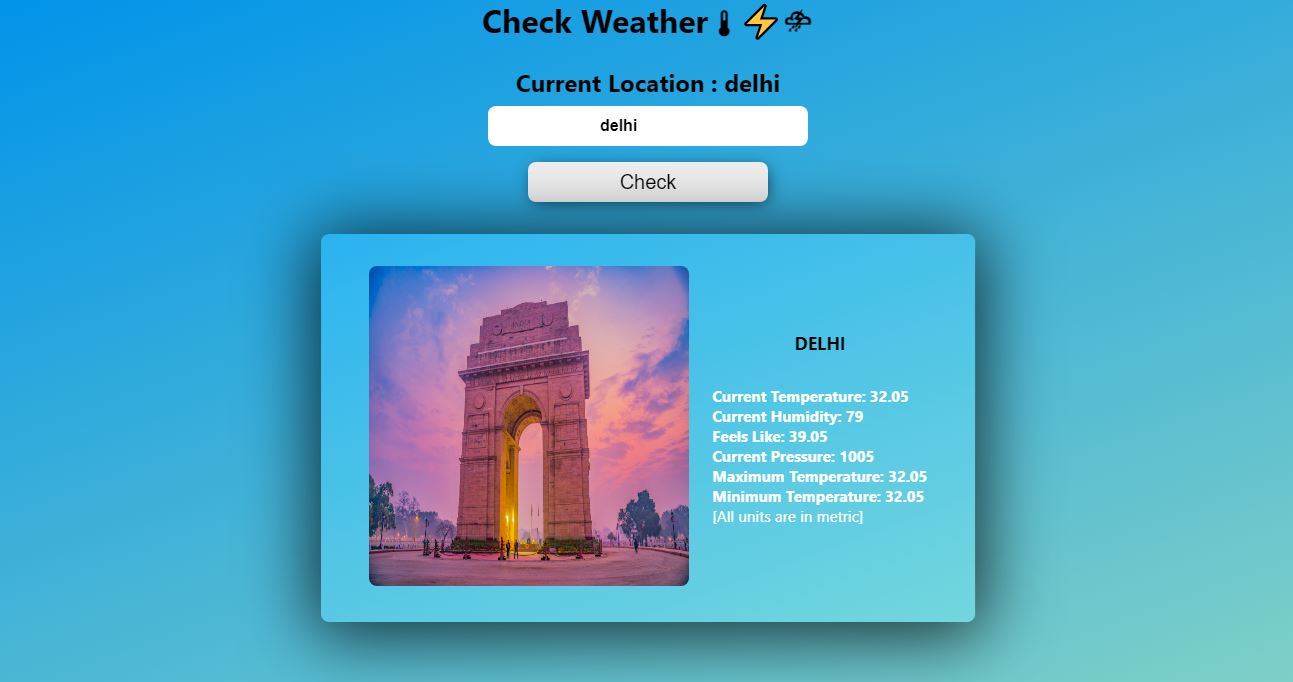 Check Weather🌡⚡⛈
Current Location : delhi
delhi
Check
INDIA
DELHI
Current Temperature: 32.05
Current Humidity: 79
Feels Like: 39.05
Current Pressure: 1005
Maximum Temperature: 32.05
Minimum Temperature: 32.05
[All units are in metric]